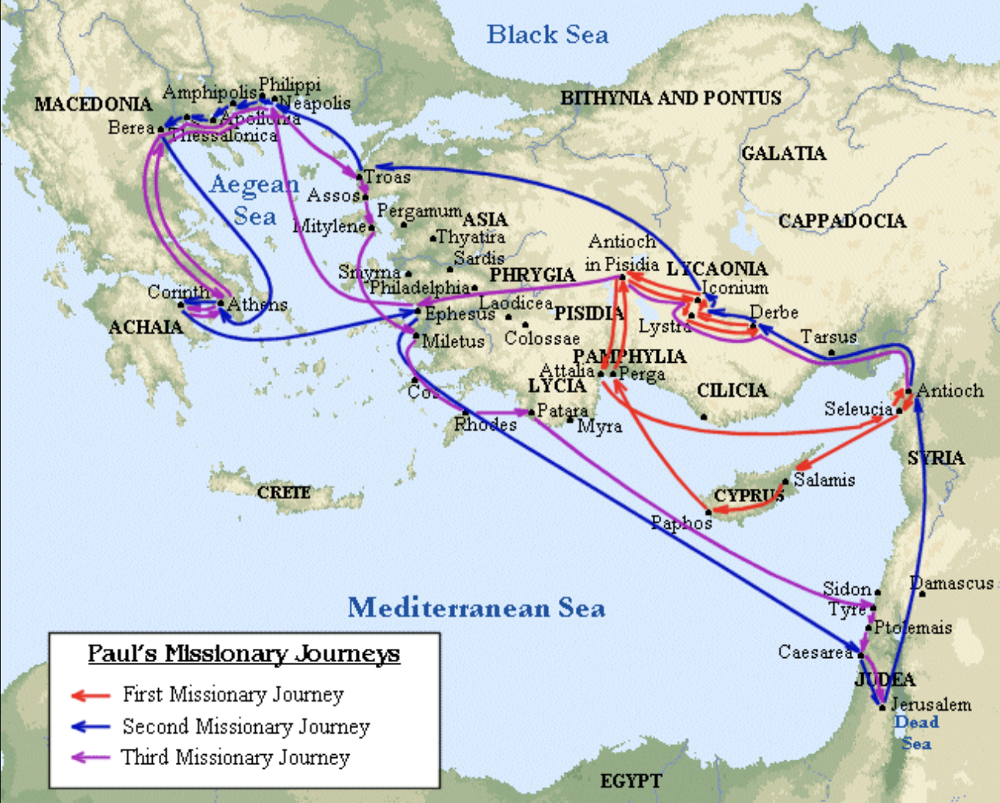 Black Sea
Philippi
Amphipolis
Neapolis
MACEDONIA
BITHYNIA AND PONTUS
Apollonia
Berea
Thessalonica
GALATIA
Troas
Aegean
Sea
Assos
Pergamum
ASIA
CAPPADOCIA
Mitylene
Thyatira
Antioch
in Pisidia
Sardis
LYCAONIA
Smyrna
PHRYGIA
Philadelphia
Iconium
Corinth
Athens
Laodicea
Ephesus
PISIDIA
Derbe
ACHAIA
Lystra
Miletus
Colossae
Tarsus
PAMPHYLIA
Attalia
Perga
LYCIA
CILICIA
Antioch
Cos
Patara
Seleucia
Rhodes
Myra
SYRIA
Salamis
CRETE
CYPRUS
Paphos
Damascus
Sidon
Mediterranean Sea
Tyre
Ptolemais
Caesarea
JUDEA
Jerusalem
Dead
Sea
EGYPT
Paul's Missionary Journeys
First Missionary Journey
Second Missionary Journey
Third Missionary Journey